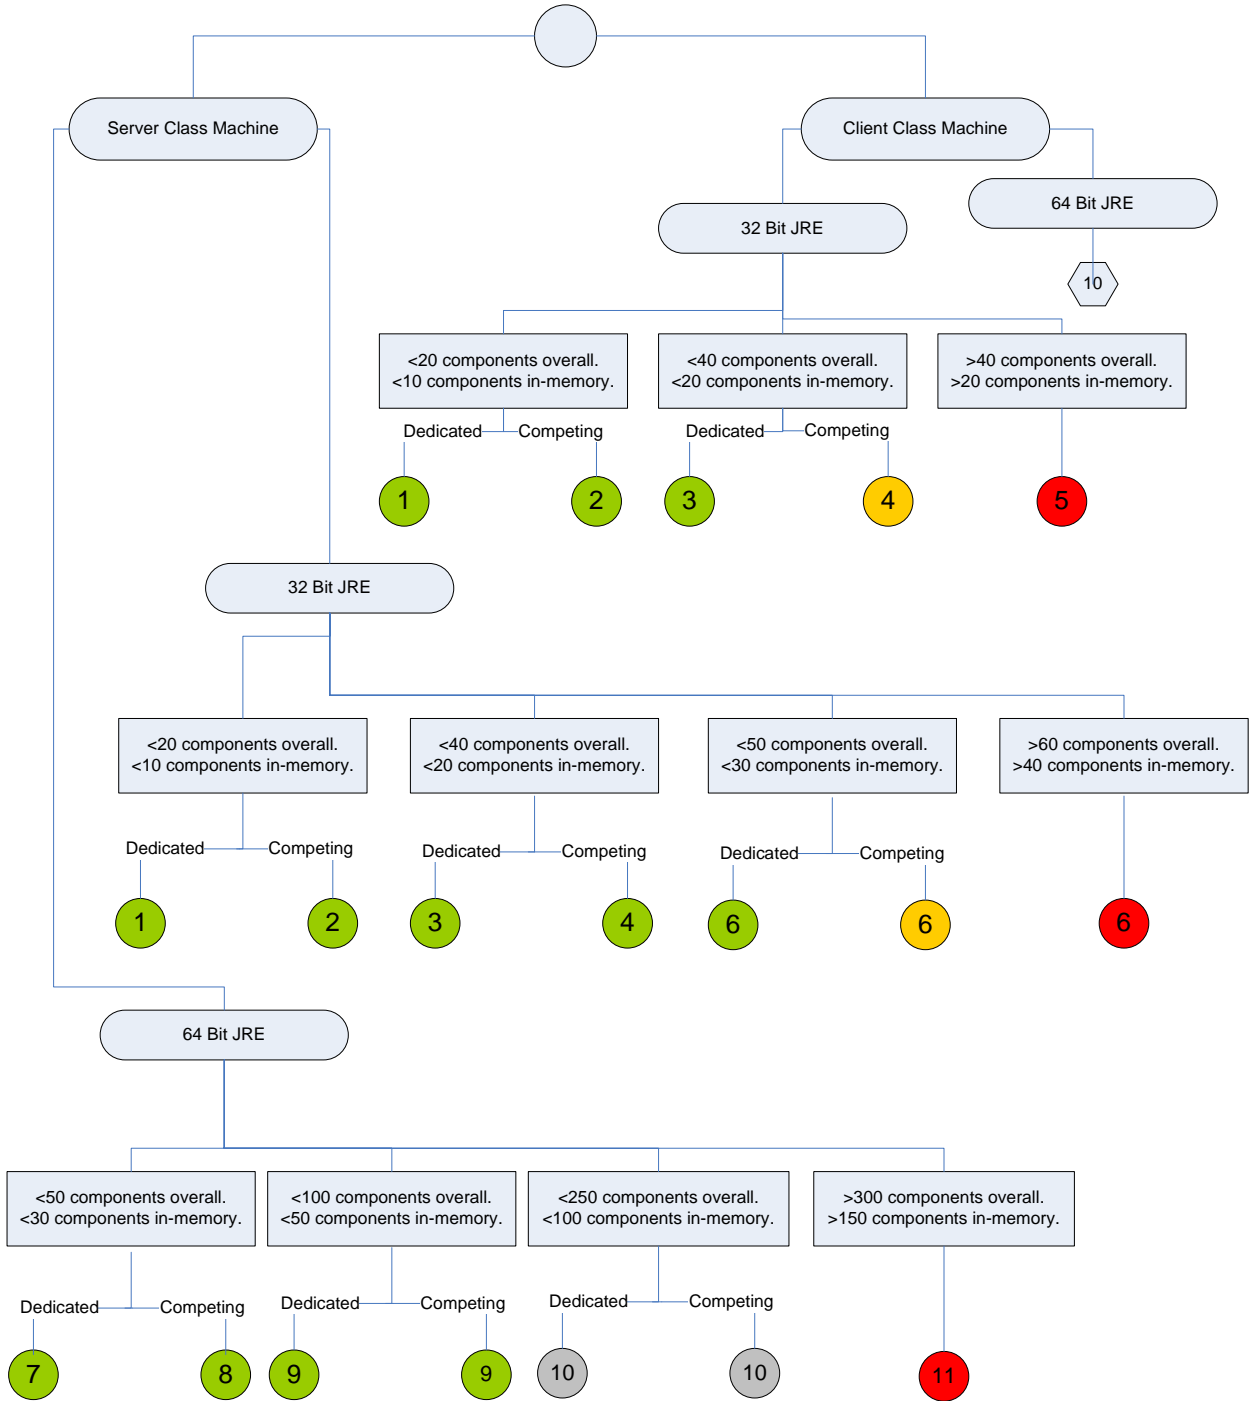 Server Class Machine
Client Class Machine
64 Bit JRE
32 Bit JRE
10
<20 components overall.
<10 components in-memory.
<40 components overall.
<20 components in-memory.
>40 components overall.
>20 components in-memory.
Dedicated Competing
Dedicated Competing
1
2
3
4
5
32 Bit JRE
<20 components overall.
<10 components in-memory.
<40 components overall.
<20 components in-memory.
<50 components overall.
<30 components in-memory.
>60 components overall.
>40 components in-memory.
Dedicated Competing
Dedicated Competing
Dedicated Competing
1
2
3
4
6
6
6
64 Bit JRE
<50 components overall.
<30 components in-memory.
<100 components overall.
<50 components in-memory.
<250 components overall.
<100 components in-memory.
>300 components overall.
>150 components in-memory.
Dedicated Competing
Dedicated Competing
Dedicated Competing
7
8
9
9
10
10
11